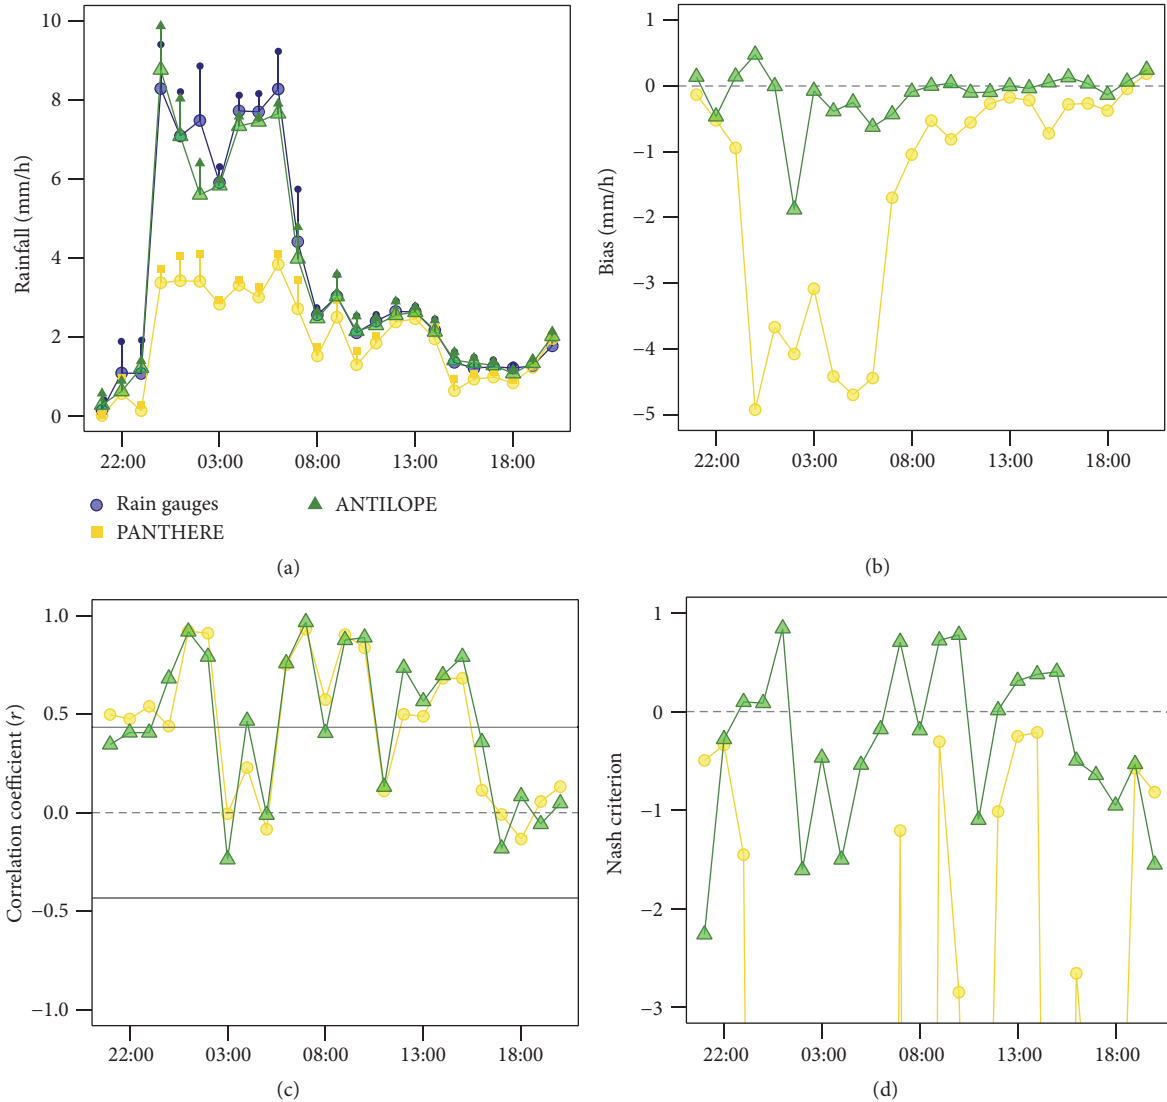 10
8
6
4
2
0
Rainfall (mm/h)
22:00 03:00 08:00 13:00 18:00
Rain gauges
ANTILOPE
PANTHERE
(a)
1
0
−1
−2
−3
−4
−5
Bias (mm/h)
22:00 03:00 08:00 13:00 18:00
(b)
1.0
0.5
0.0
−0.5
−1.0
Correlation coefficient (r)
22:00 03:00 08:00 13:00 18:00
(c)
1
0
−1
−2
−3
Nash criterion
22:00 03:00 08:00 13:00 18:00
(d)